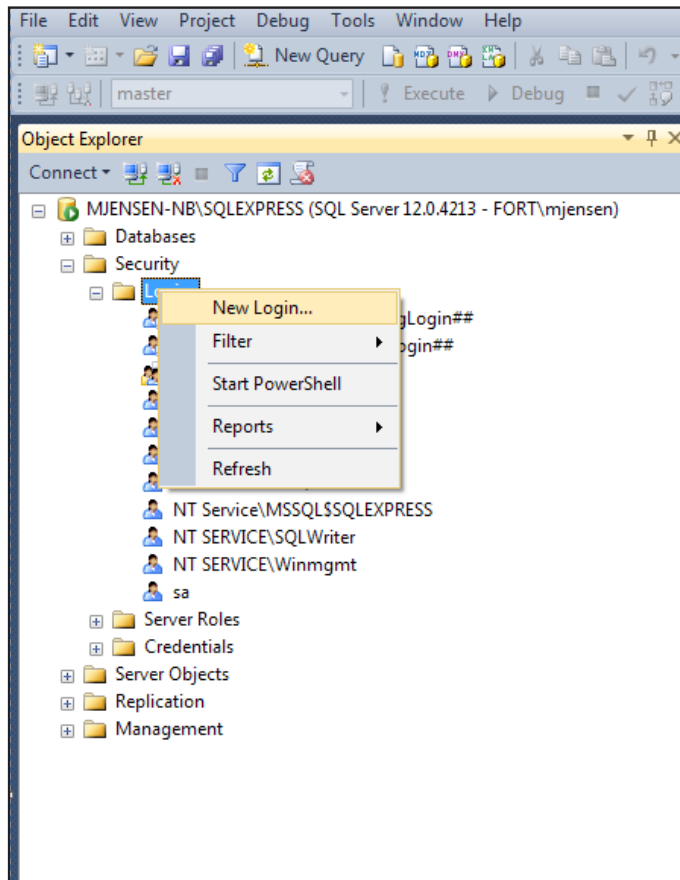 File Edit View Project Debug Tools Window Help
New Query
master Execute Debug
Object Explorer
Connect
MJENSEN-NB\SQLEXPRESS (SQL Server 12.0.4213 - FORT\mjensen)
Databases
Security
New Login...
gLogin##
Filter
ogin##
Start PowerShell
Reports
Refresh
NT Service\MSSQL$SQLEXPRESS
NT SERVICE\SQLWriter
NT SERVICE\Winmgmt
sa
Server Roles
Credentials
Server Objects
Replication
Management